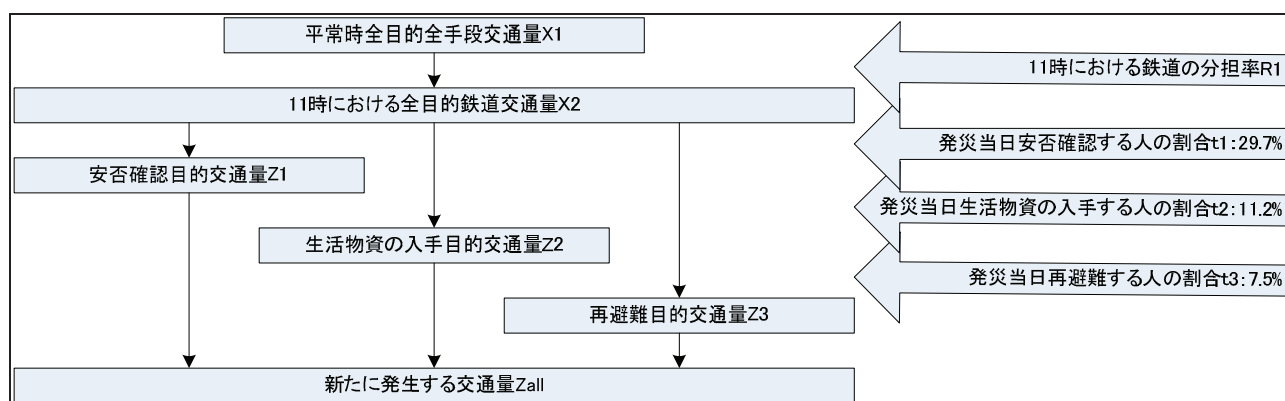 平常時全目的全手段交通量X1
11時における鉄道の分担率R1
11時における全目的鉄道交通量X2
発災当日安否確認する人の割合t1:29.7%
安否確認目的交通量Z1
発災当日生活物資の入手する人の割合t2:11.2%
生活物資の入手目的交通量Z2
発災当日再避難する人の割合t3:7.5%
再避難目的交通量Z3
新たに発生する交通量Zall